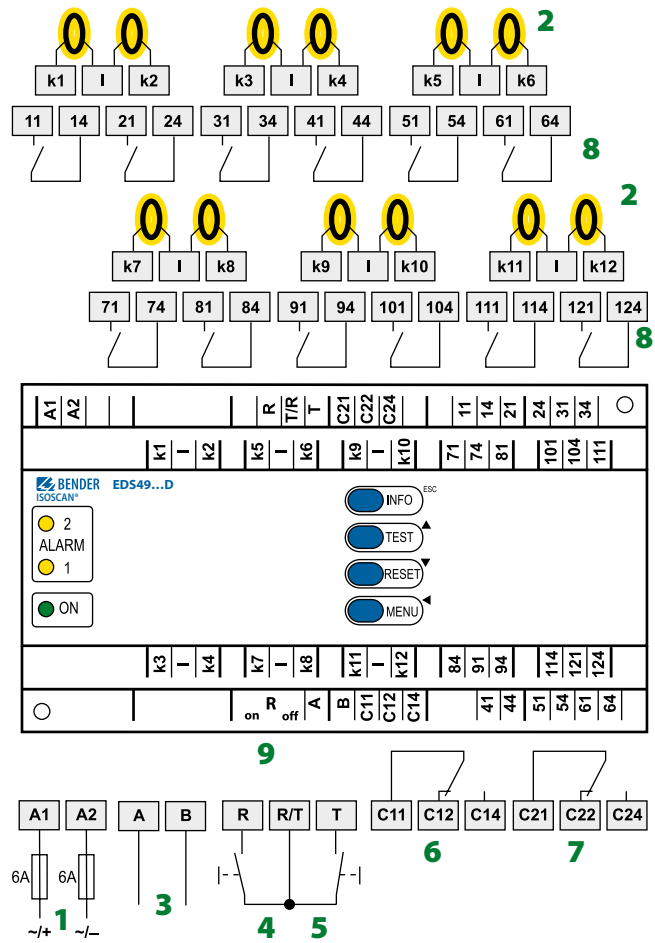 2
k1 I k2 k3 I k4 k5 I k6
11 14 21 24 31 34 41 44 51 54 61 64
8
2
k7 I k8 k9 I k10 k11 I k12
71 74 81 84 91 94 101 104 111 114 121 124
8
A1 A2 R T/R T C21 C22 C24 11 14 21 24 31 34
k1 I k2 k5 I k6 k9 I k10 71 74 81 101 104 111
BENDER EDS49...D
ISOSCAN®
INFO ESC
2
TEST
ALARM
1
RESET
ON
MENU
k3 I k4 k7 I k8 k11 I k12 84 91 94 114 121 124
on R off A B C11 C12 C14 41 44 51 54 61 64
9
A1 A2 A B R R/T T C11 C12 C14 C21 C22 C24
6 7
6A 6A
1 3 4 5
~/+ ~/–